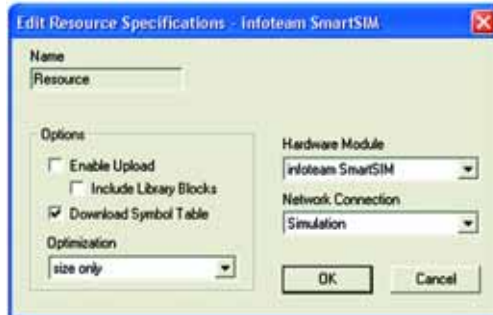 Edit Resource Specifications - Infoteam SmartSIM
Name
Resource
Options
Enable Upload
Include Library Blocks
Download Symbol Table
Optimization
size only
Hardware Module
infoteam SmartSIM
Network Connection
Simulation
OK
Cancel